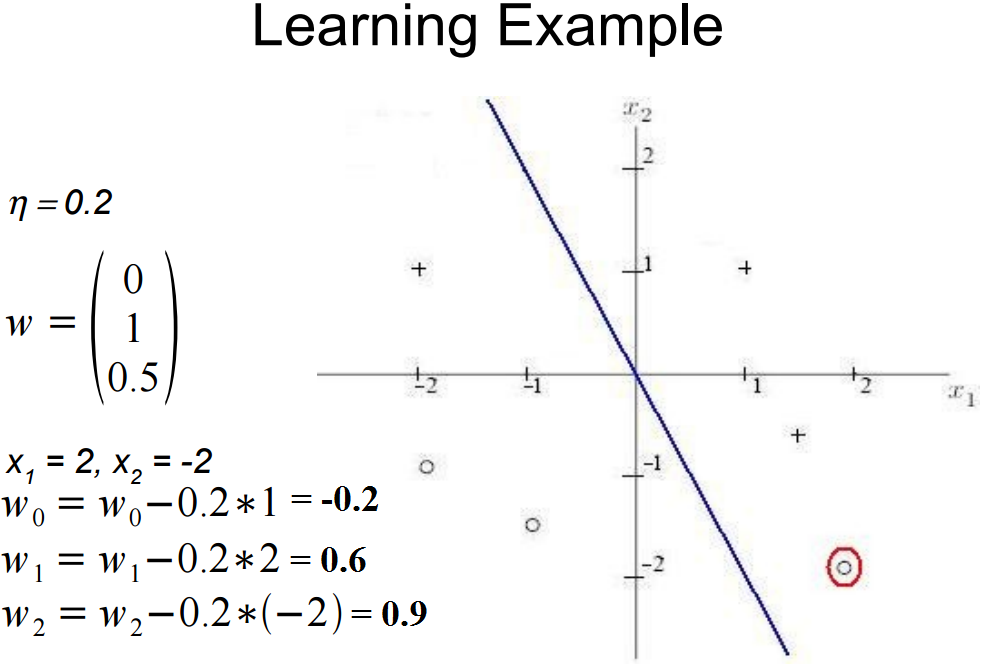 Learning Example
η = 0.2
w = (0
1
0.5)
x₁ = 2, x₂ = -2
w₀ = w₀−0.2∗1 = -0.2
w₁ = w₁−0.2∗2 = 0.6
w₂ = w₂−0.2∗(−2) = 0.9
x₂
2
1
-2 -1 1 2
x₁
-1
-2